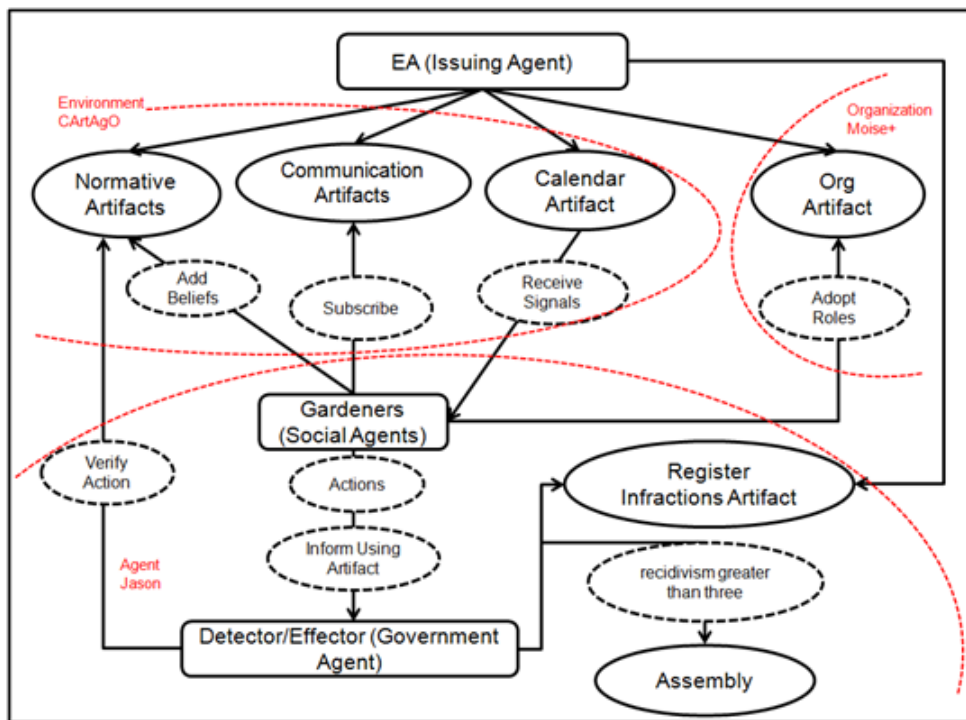 EA (Issuing Agent)
Environment
CArtAgO
Organization
Moise+
Normative
Artifacts
Communication
Artifacts
Calendar
Artifact
Org
Artifact
Add
Beliefs
Subscribe
Receive
Signals
Adopt
Roles
Gardeners
(Social Agents)
Verify
Action
Actions
Register
Infractions Artifact
Inform Using
Artifact
Agent
Jason
recidivism greater
than three
Detector/Effector (Government
Agent)
Assembly